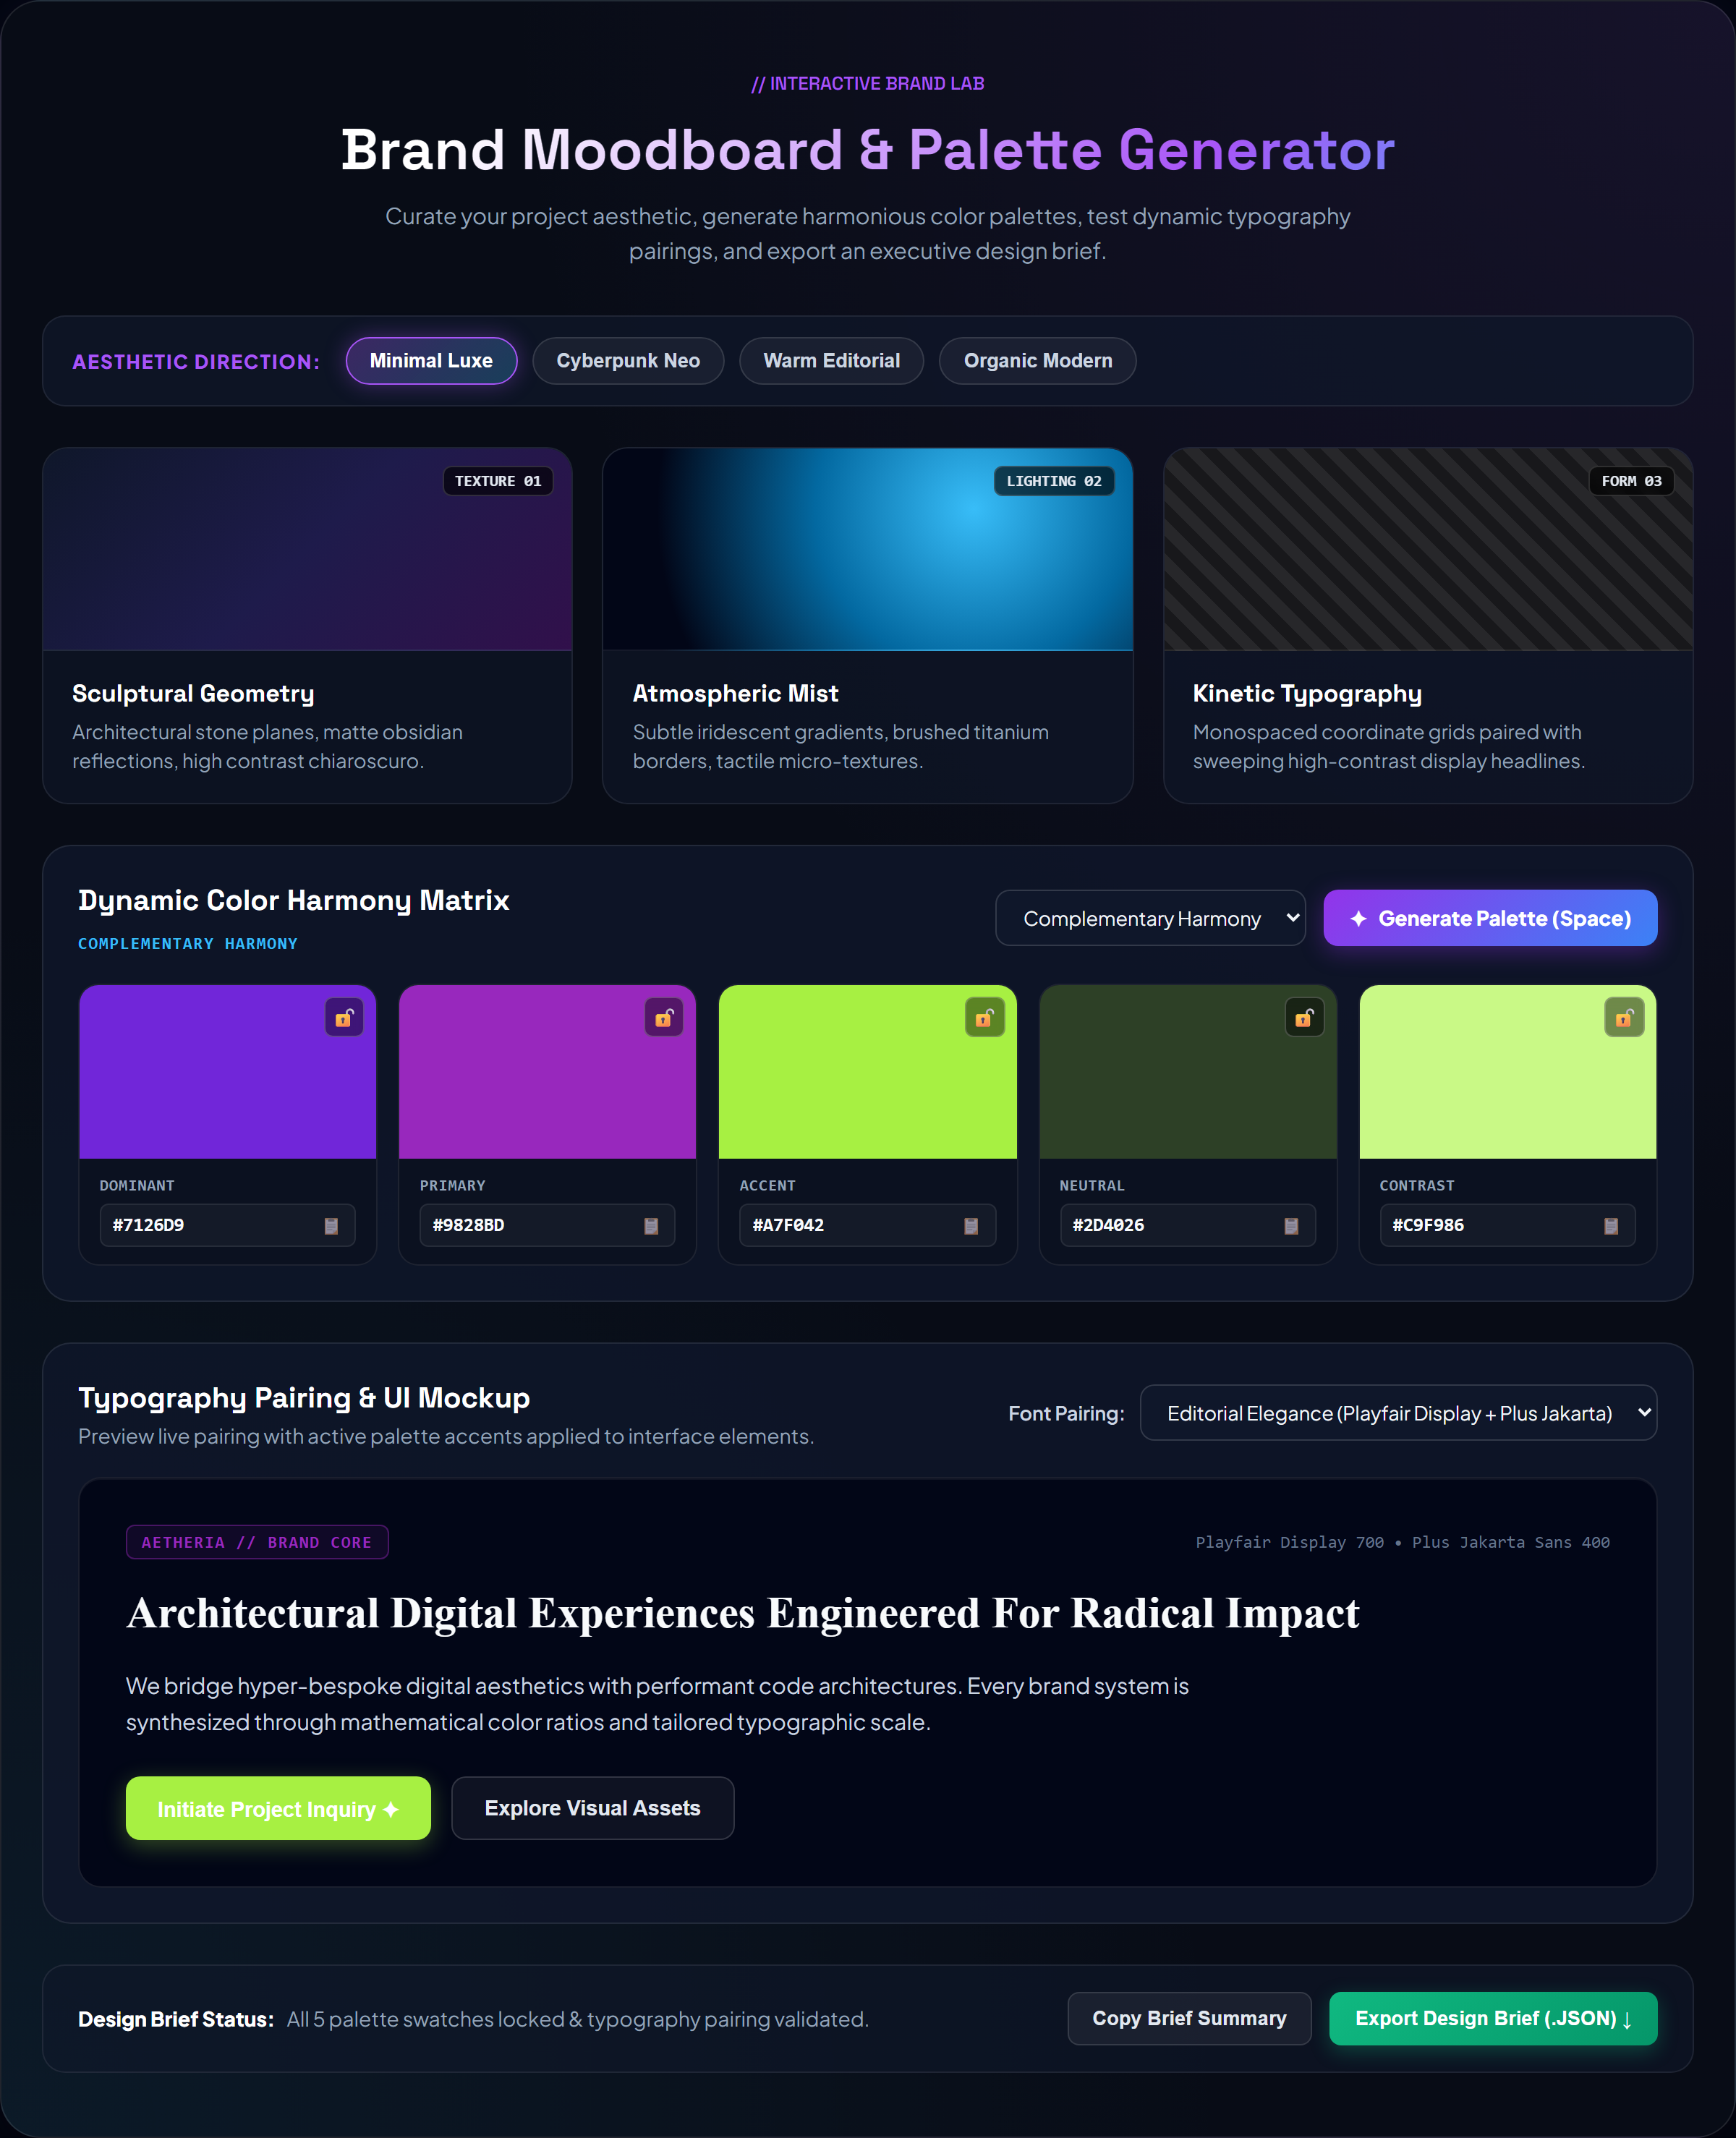 // INTERACTIVE BRAND LAB
Brand Moodboard & Palette Generator
Curate your project aesthetic, generate harmonious color palettes, test dynamic typography
pairings, and export an executive design brief.
AESTHETIC DIRECTION:
Minimal Luxe
Cyberpunk Neo
Warm Editorial
Organic Modern
TEXTURE 01
Sculptural Geometry
Architectural stone planes, matte obsidian
reflections, high contrast chiaroscuro.
LIGHTING 02
Atmospheric Mist
Subtle iridescent gradients, brushed titanium
borders, tactile micro-textures.
FORM 03
Kinetic Typography
Monospaced coordinate grids paired with
sweeping high-contrast display headlines.
Dynamic Color Harmony Matrix
COMPLEMENTARY HARMONY
Complementary Harmony
✦ Generate Palette (Space)
DOMINANT
#7126D9
PRIMARY
#9828BD
ACCENT
#A7F042
NEUTRAL
#2D4026
CONTRAST
#C9F986
Typography Pairing & UI Mockup
Preview live pairing with active palette accents applied to interface elements.
Font Pairing:
Editorial Elegance (Playfair Display + Plus Jakarta)
AETHERIA // BRAND CORE
Playfair Display 700 • Plus Jakarta Sans 400
Architectural Digital Experiences Engineered For Radical Impact
We bridge hyper-bespoke digital aesthetics with performant code architectures. Every brand system is
synthesized through mathematical color ratios and tailored typographic scale.
Initiate Project Inquiry ✦
Explore Visual Assets
Design Brief Status: All 5 palette swatches locked & typography pairing validated.
Copy Brief Summary
Export Design Brief (.JSON) ↓